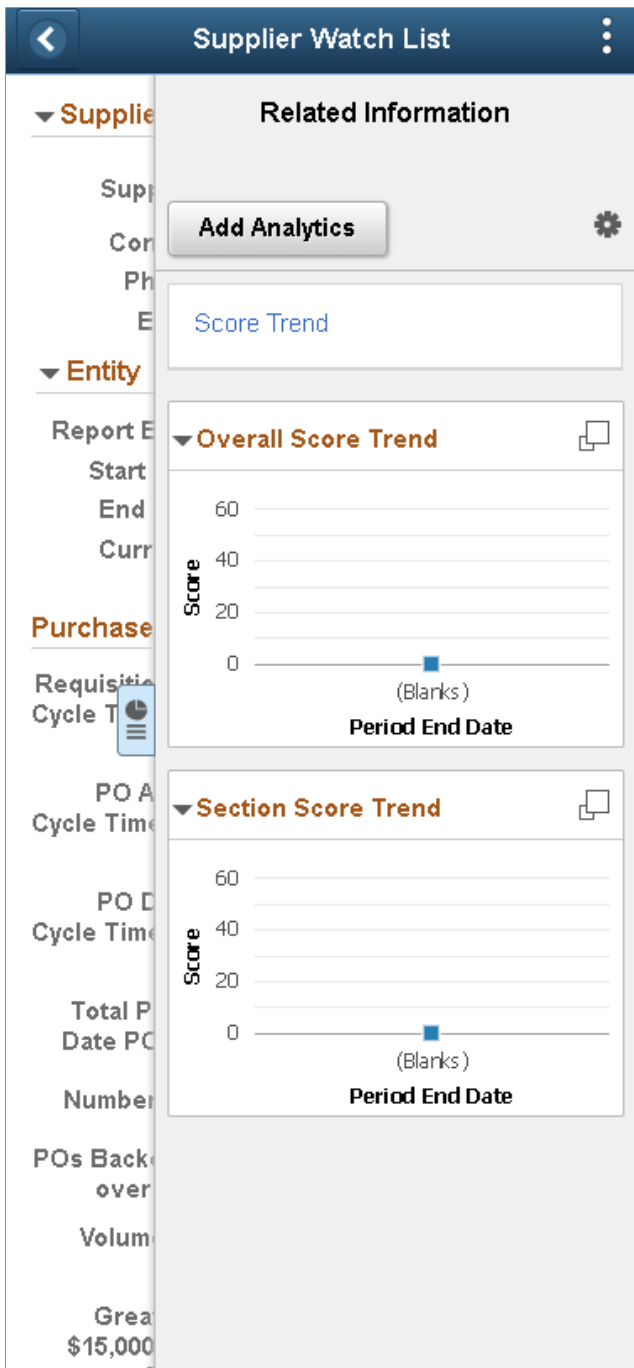 Supplier Watch List
Related Information
Add Analytics
Score Trend
Overall Score Trend
60
40
20
0
Score
(Blanks)
Period End Date
Section Score Trend
60
40
20
0
Score
(Blanks)
Period End Date
Supplie
Supp
Con
Ph
E
Entity
Report E
Start
End
Curr
Purchase
Requisitio
Cycle T
PO A
Cycle Time
PO D
Cycle Time
Total P
Date PO
Number
POs Back
over
Volum
Grea
$15,000